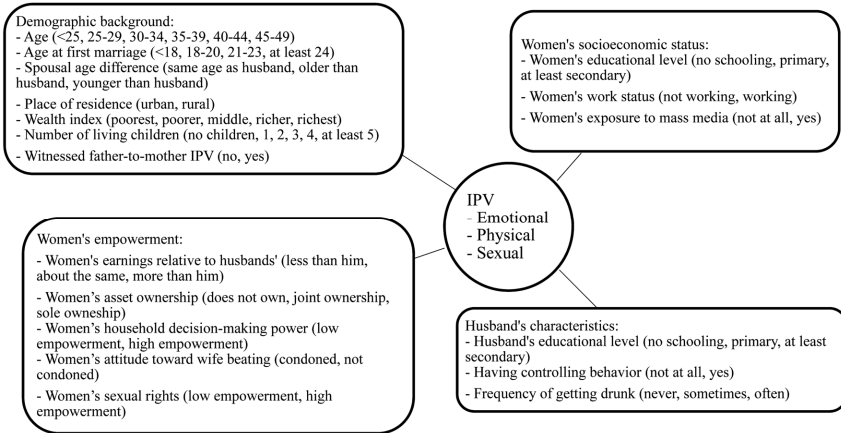 Demographic background:
- Age (<25, 25-29, 30-34, 35-39, 40-44, 45-49)
- Age at first marriage (<18, 18-20, 21-23, at least 24)
- Spousal age difference (same age as husband, older than
husband, younger than husband)
- Place of residence (urban, rural)
- Wealth index (poorest, poorer, middle, richer, richest)
- Number of living children (no children, 1, 2, 3, 4, at least 5)
- Witnessed father-to-mother IPV (no, yes)
Women's socioeconomic status:
- Women's educational level (no schooling, primary,
at least secondary)
- Women's work status (not working, working)
- Women's exposure to mass media (not at all, yes)
IPV
- Emotional
- Physical
- Sexual
Women's empowerment:
- Women's earnings relative to husbands' (less than him,
about the same, more than him)
- Women's asset ownership (does not own, joint ownership,
sole owneship)
- Women's household decision-making power (low
empowerment, high empowerment)
- Women's attitude toward wife beating (condoned, not
condoned)
- Women's sexual rights (low empowerment, high
empowerment)
Husband's characteristics:
- Husband's educational level (no schooling, primary, at least
secondary)
- Having controlling behavior (not at all, yes)
- Frequency of getting drunk (never, sometimes, often)